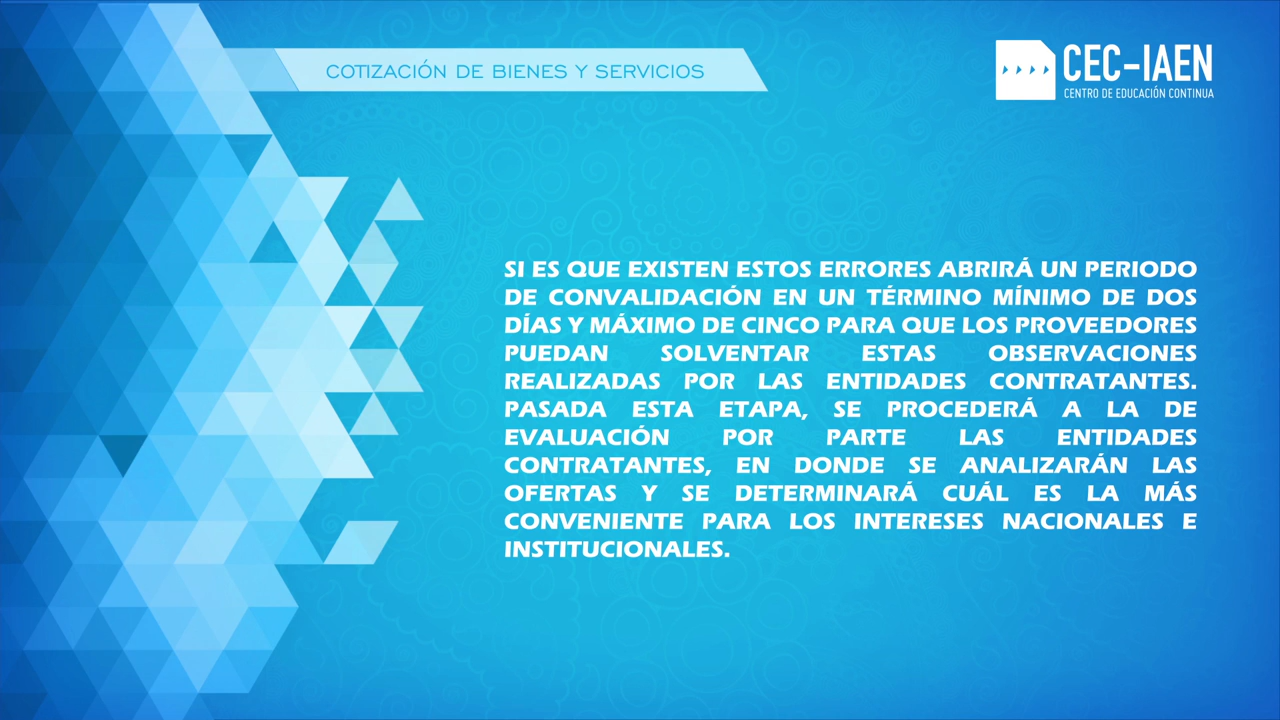 COTIZACIÓN DE BIENES Y SERVICIOS
CEC-IAEN
CENTRO DE EDUCACIÓN CONTINUA
SI ES QUE EXISTEN ESTOS ERRORES ABRIRÁ UN PERIODO
DE CONVALIDACIÓN EN UN TÉRMINO MÍNIMO DE DOS
DÍAS Y MÁXIMO DE CINCO PARA QUE LOS PROVEEDORES
PUEDAN SOLVENTAR ESTAS OBSERVACIONES
REALIZADAS POR LAS ENTIDADES CONTRATANTES.
PASADA ESTA ETAPA, SE PROCEDERÁ A LA DE
EVALUACIÓN POR PARTE LAS ENTIDADES
CONTRATANTES, EN DONDE SE ANALIZARÁN LAS
OFERTAS Y SE DETERMINARÁ CUÁL ES LA MÁS
CONVENIENTE PARA LOS INTERESES NACIONALES E
INSTITUCIONALES.